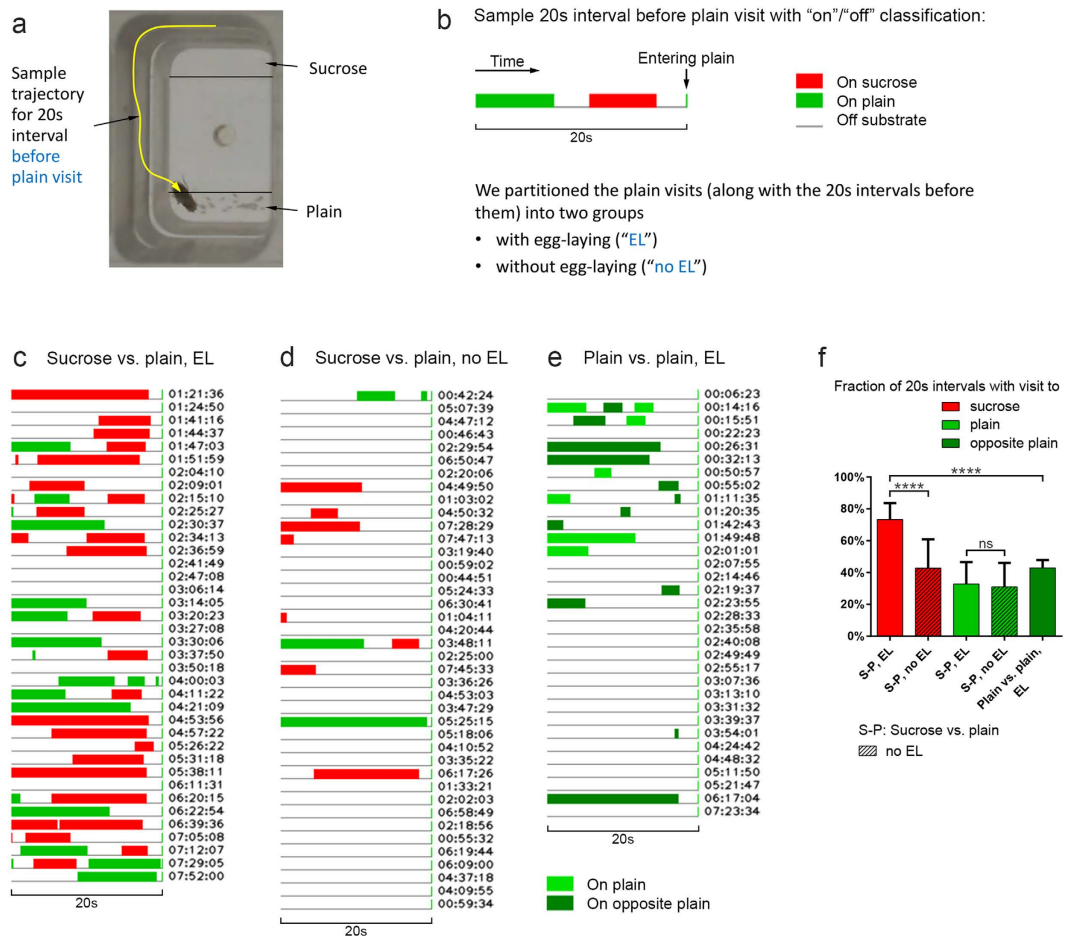 a
Sucrose
Sample
trajectory
for 20s
interval
before
plain visit
Plain
b Sample 20s interval before plain visit with “on”/“off” classification:
Time
Entering plain
20s
On sucrose
On plain
Off substrate
We partitioned the plain visits (along with the 20s intervals before
them) into two groups
• with egg-laying (“EL”)
• without egg-laying (“no EL”)
c Sucrose vs. plain, EL
01:21:36
01:24:50
01:41:16
01:44:37
01:47:03
01:51:59
02:04:10
02:09:01
02:15:10
02:25:27
02:30:37
02:34:13
02:36:59
02:41:49
02:47:08
03:06:14
03:14:05
03:20:23
03:27:08
03:30:06
03:37:50
03:50:18
04:00:03
04:11:22
04:21:09
04:53:56
04:57:22
05:26:22
05:31:18
05:38:11
06:11:31
06:20:15
06:22:54
06:39:36
07:05:08
07:12:07
07:29:05
07:52:00
20s
d Sucrose vs. plain, no EL
00:42:24
05:07:39
04:47:12
00:46:43
02:29:54
06:50:47
02:20:06
04:49:50
01:03:02
04:50:32
07:28:29
07:47:13
03:19:40
00:59:02
00:44:51
05:24:33
06:30:41
01:04:11
04:20:44
03:48:11
02:25:00
07:45:33
03:36:26
04:53:03
03:47:29
05:25:15
05:18:06
04:10:52
03:35:22
06:17:26
01:33:21
02:02:03
06:58:49
02:18:56
00:55:32
06:19:44
06:09:00
04:37:18
04:09:55
00:59:34
20s
e Plain vs. plain, EL
00:06:23
00:14:16
00:15:51
00:22:23
00:26:31
00:32:13
00:50:57
00:55:02
01:11:35
01:20:35
01:42:43
01:49:48
02:01:01
02:07:55
02:14:46
02:19:37
02:23:55
02:28:33
02:35:58
02:40:08
02:49:49
02:55:17
03:07:36
03:13:10
03:31:32
03:39:37
03:54:01
04:24:42
04:48:32
05:11:50
05:21:47
06:17:04
07:23:34
20s
On plain
On opposite plain
f
Fraction of 20s intervals with visit to
sucrose
plain
opposite plain
100%
80%
60%
40%
20%
0%
****
****
ns
S-P, EL
S-P, no EL
S-P, EL
S-P, no EL
Plain vs. plain,
EL
S-P: Sucrose vs. plain
no EL